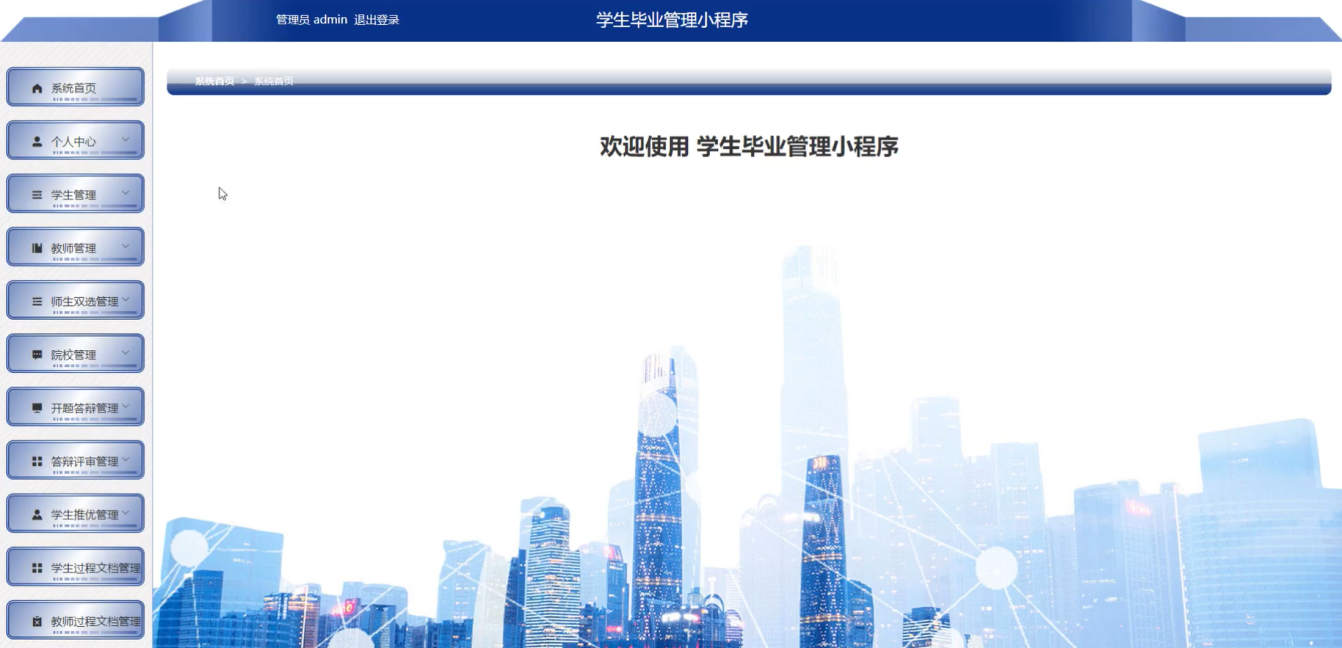 管理员 admin 退出登录
学生毕业管理小程序
系统首页 > 系统首页
系统首页
个人中心
学生管理
教师管理
师生双选管理
院校管理
开题答辩管理
答辩评审管理
学生推优管理
学生过程文档管理
教师过程文档管理
欢迎使用 学生毕业管理小程序